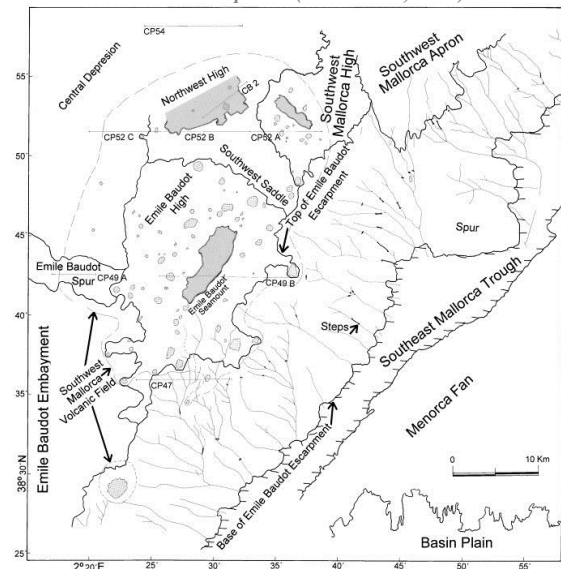 CP54
Central Depresion
Northwest High
CB 2
Southwest
Mallorca High
Southwest
Mallorca Apron
CP52 C
CP52 B
CP52 A
Southwest Saddle
Top of Emile Baudot
Escarpment
Emile Baudot
High
Spur
Emile Baudot
Spur
CP49 A
CP49 B
Emile Baudot
Seamount
Steps
Southeast Mallorca Trough
Southwest
Mallorca
Volcanic Field
CP47
Emile Baudot Embayment
Menorca Fan
Base of Emile Baudot Escarpment
0 10 Km
Basin Plain
55'
50'
45'
40'
35'
38º 30'N
25'
2º 20'E
25'
30'
35'
40'
45'
50'
55'